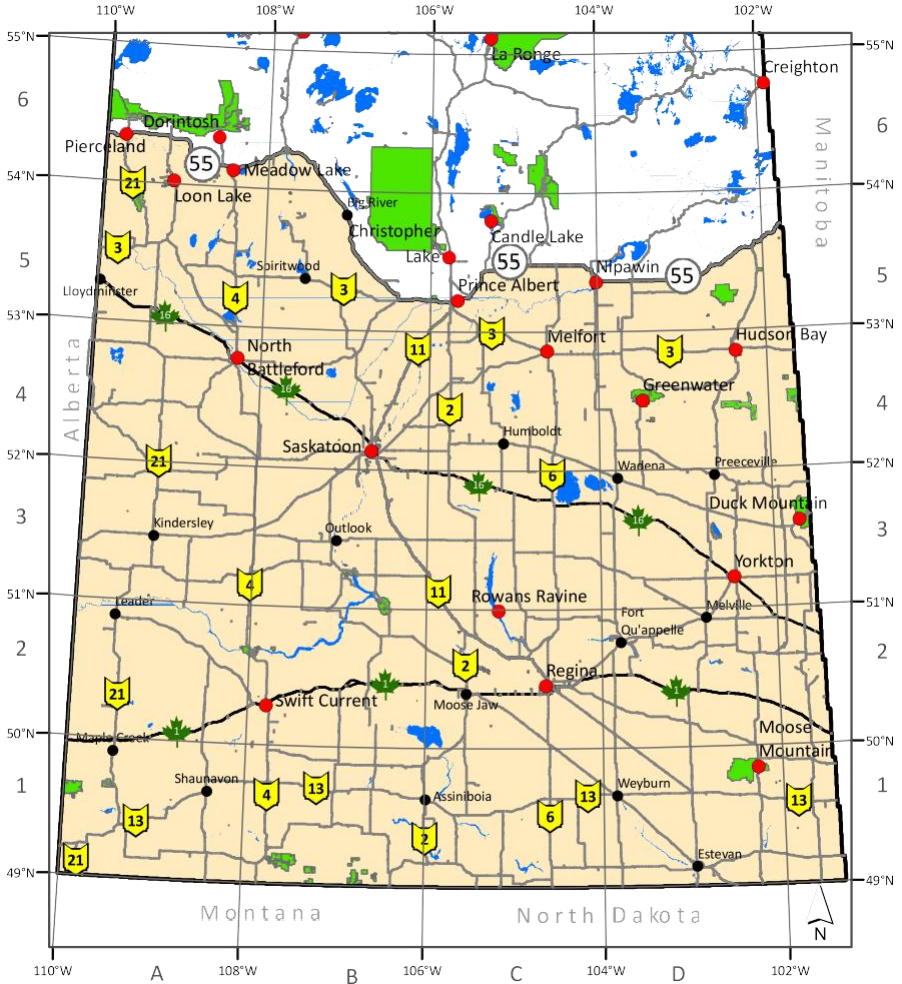 110°W 108°W 106°W 104°W 102°W
55°N 55°N
La Ronge
Creighton
6 6
Dorintosh
Pierceland
55
Meadow Lake
54°N 54°N
21
Loon Lake
Big River
Christopher
Lake
Candle Lake
Manitoba
3
55
Nipawin
55
5 5
Spiritwood
Lloydminster
4
3
Prince Albert
53°N 53°N
16
11
3
Melfort
3
Hudson Bay
North
Battleford
16
Greenwater
4 4
Alberta
2
Humboldt
Saskatoon
52°N 52°N
21
16
6
Wadena
Preeceville
Duck Mountain
16
3 3
Kindersley
Outlook
Yorkton
51°N 51°N
4
11
Rowans Ravine
Leader
Fort
Qu'appelle
Melville
2 2
2
Regina
21
1
1
Swift Current
Moose Jaw
1
50°N 50°N
Maple Creek
Moose
Mountain
1 1
Shaunavon
4
13
Assiniboia
13
Weyburn
13
13
6
2
21
Estevan
49°N 49°N
Montana
North Dakota
N
110°W A 108°W B 106°W C 104°W D 102°W